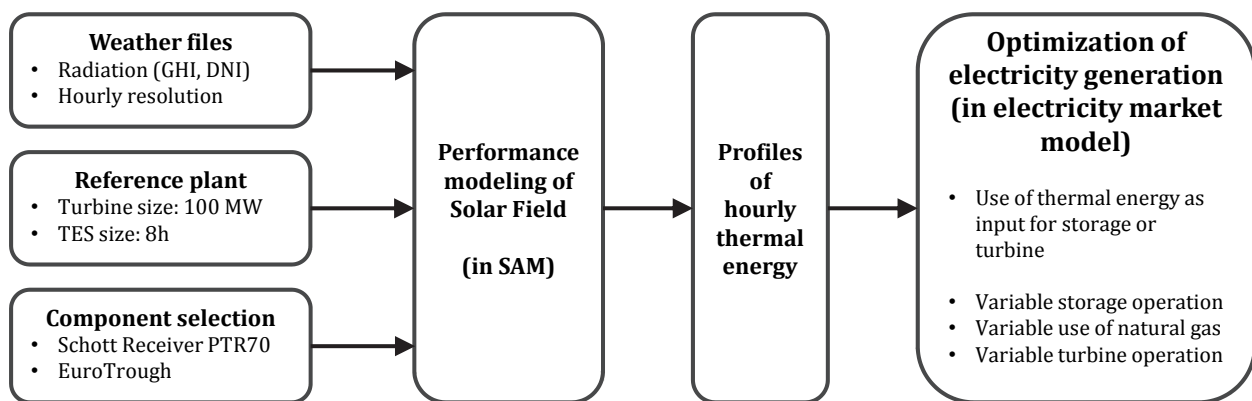 Weather files
• Radiation (GHI, DNI)
• Hourly resolution
Reference plant
• Turbine size: 100 MW
• TES size: 8h
Component selection
• Schott Receiver PTR70
• EuroTrough
Performance
modeling of
Solar Field
(in SAM)
Profiles
of
hourly
thermal
energy
Optimization of
electricity generation
(in electricity market
model)
• Use of thermal energy as
input for storage or
turbine
• Variable storage operation
• Variable use of natural gas
• Variable turbine operation